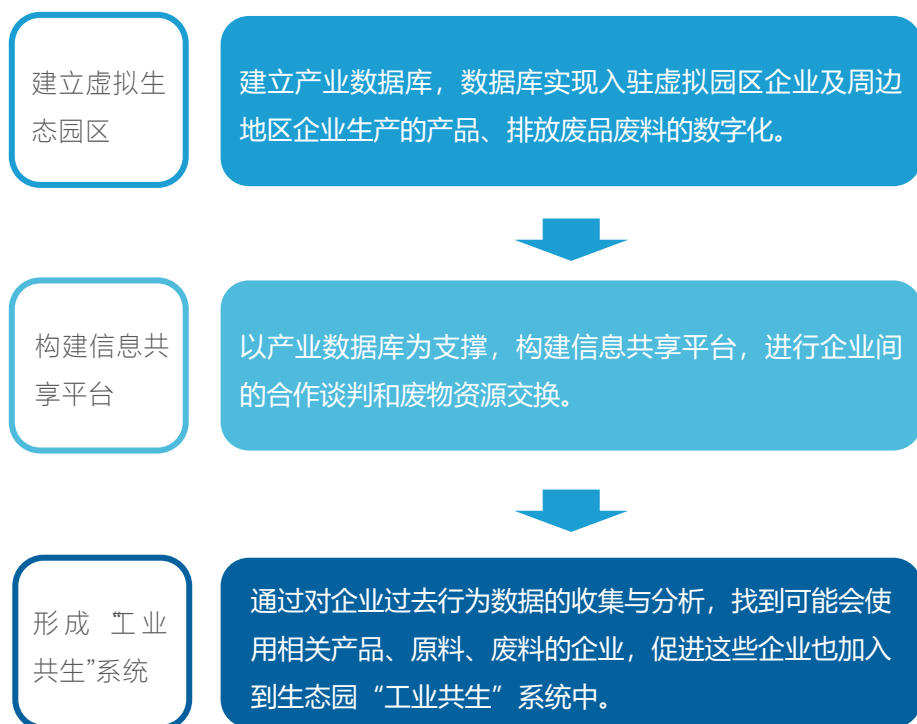 建立虚拟生
态园区
建立产业数据库，数据库实现入驻虚拟园区企业及周边
地区企业生产的产品、排放废品废料的数字化。
构建信息共
享平台
以产业数据库为支撑，构建信息共享平台，进行企业间
的合作谈判和废物资源交换。
形成“工业
共生”系统
通过对企业过去行为数据的收集与分析，找到可能会使
用相关产品、原料、废料的企业，促进这些企业也加入
到生态园“工业共生”系统中。